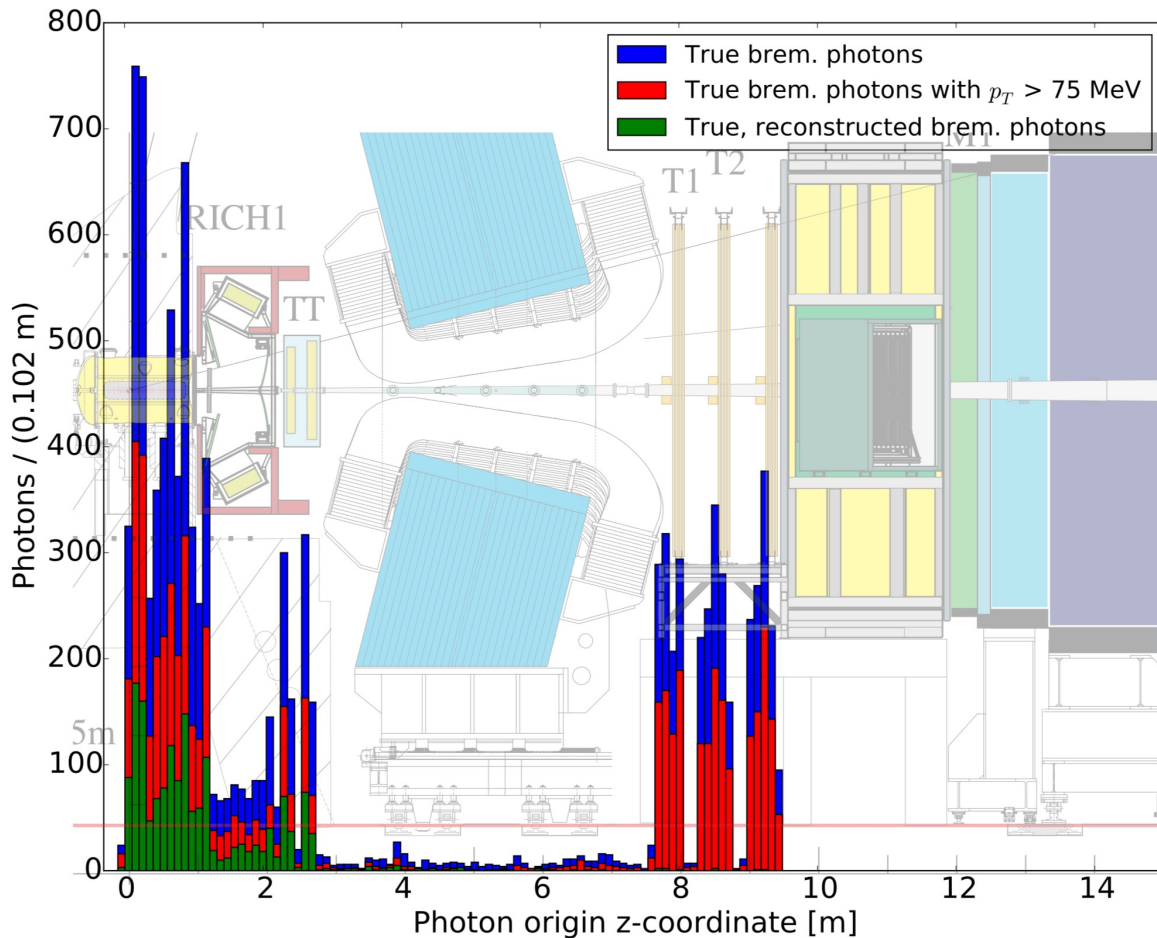 800
700
600
500
400
300
200
100
0
Photons / (0.102 m)
True brem. photons
True brem. photons with p_T > 75 MeV
True, reconstructed brem. photons
M1
T2
T1
RICH1
TT
5m
0 2 4 6 8 10 12 14
Photon origin z-coordinate [m]